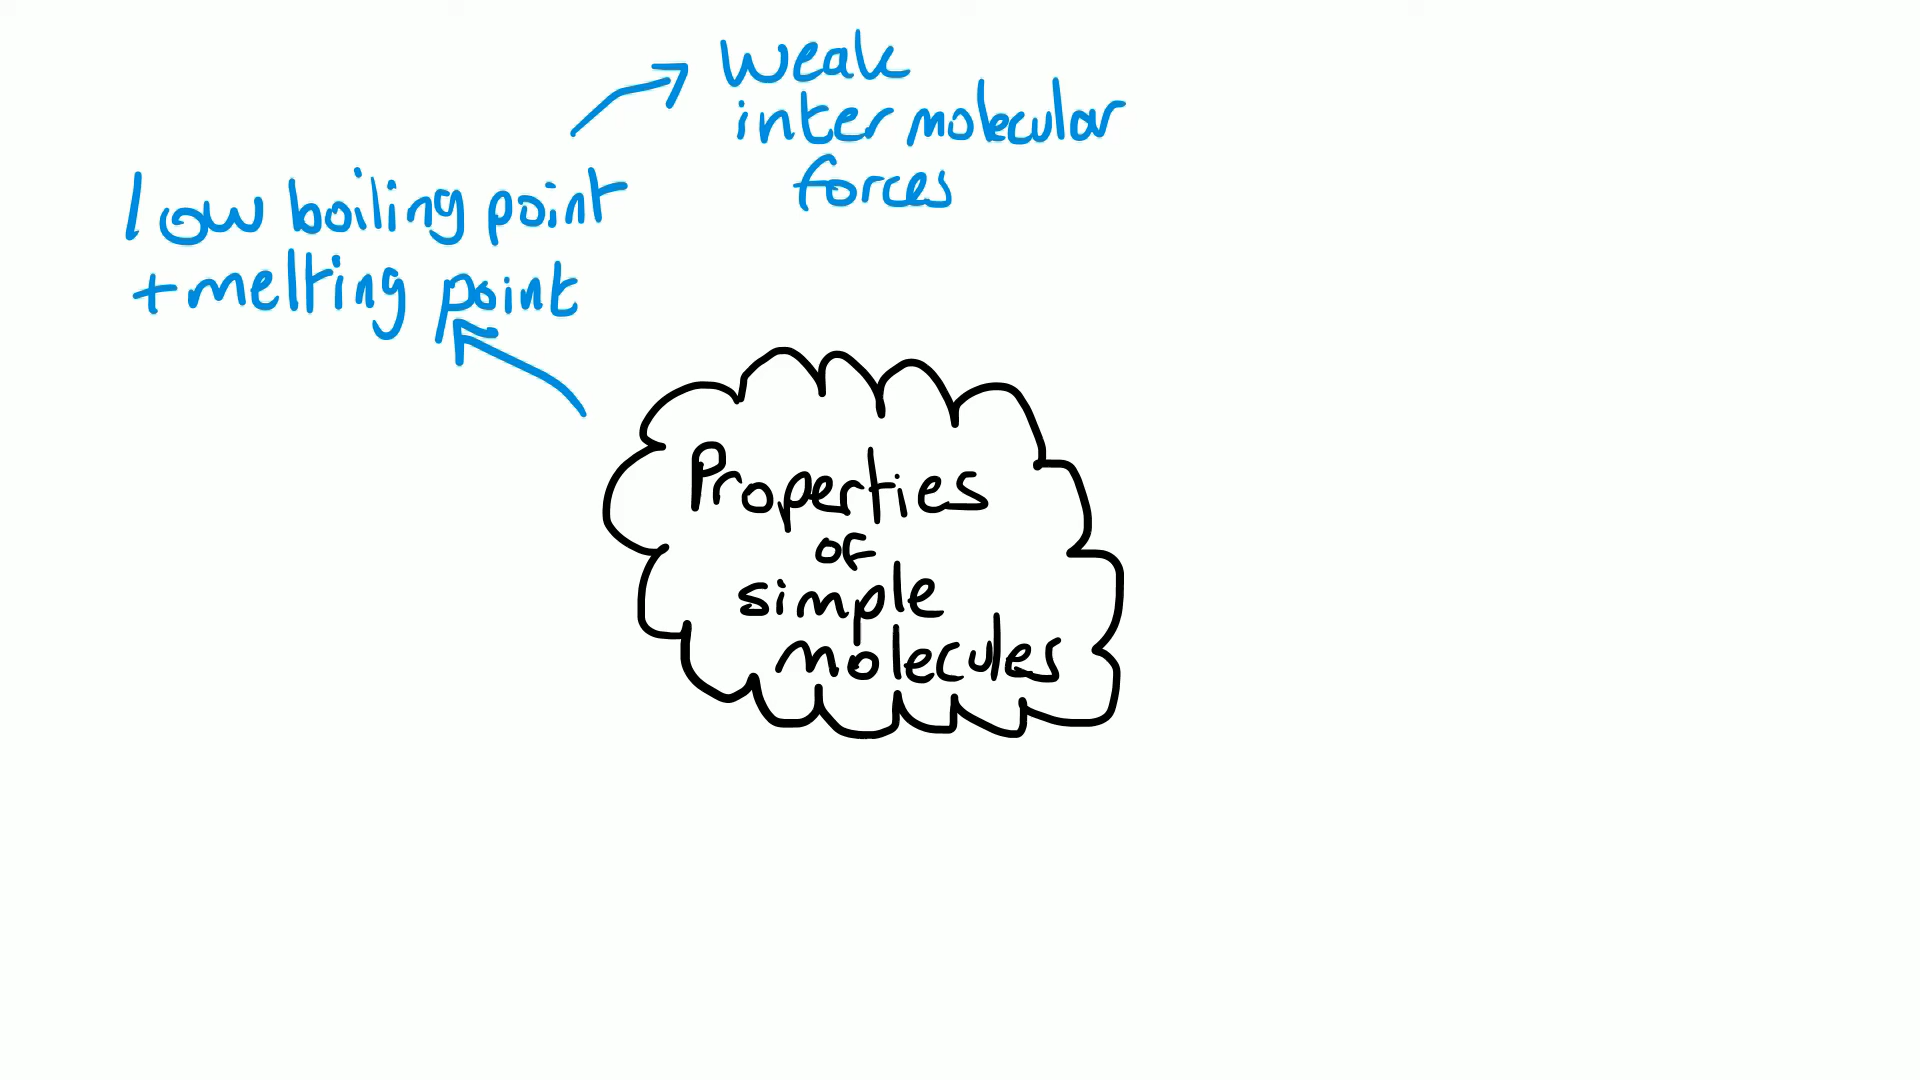 Weak
intermolecular
forces
low boiling point
+ melting point
Properties
of
simple
molecules